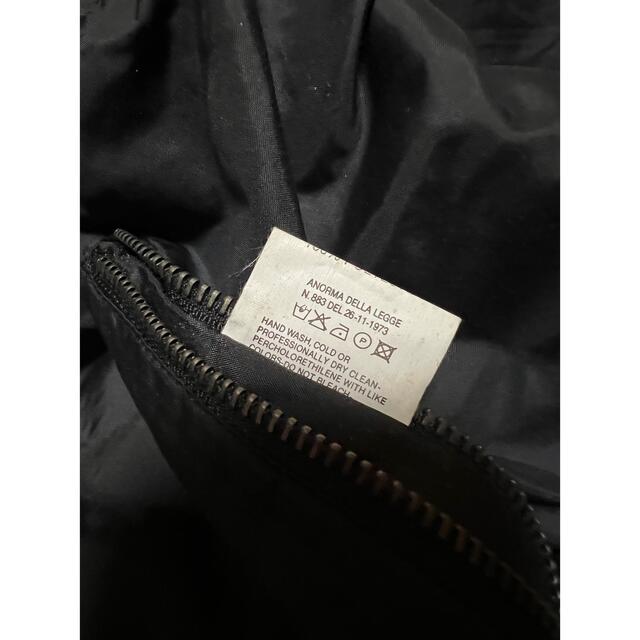 ANORMA DELLA LEGGE
N. 883 DEL 26-11-1973
HAND WASH, COLD OR
PROFESSIONALLY DRY CLEAN-
PERCHOLORETHILENE WITH LIKE
COLORS-DO NOT BLEACH